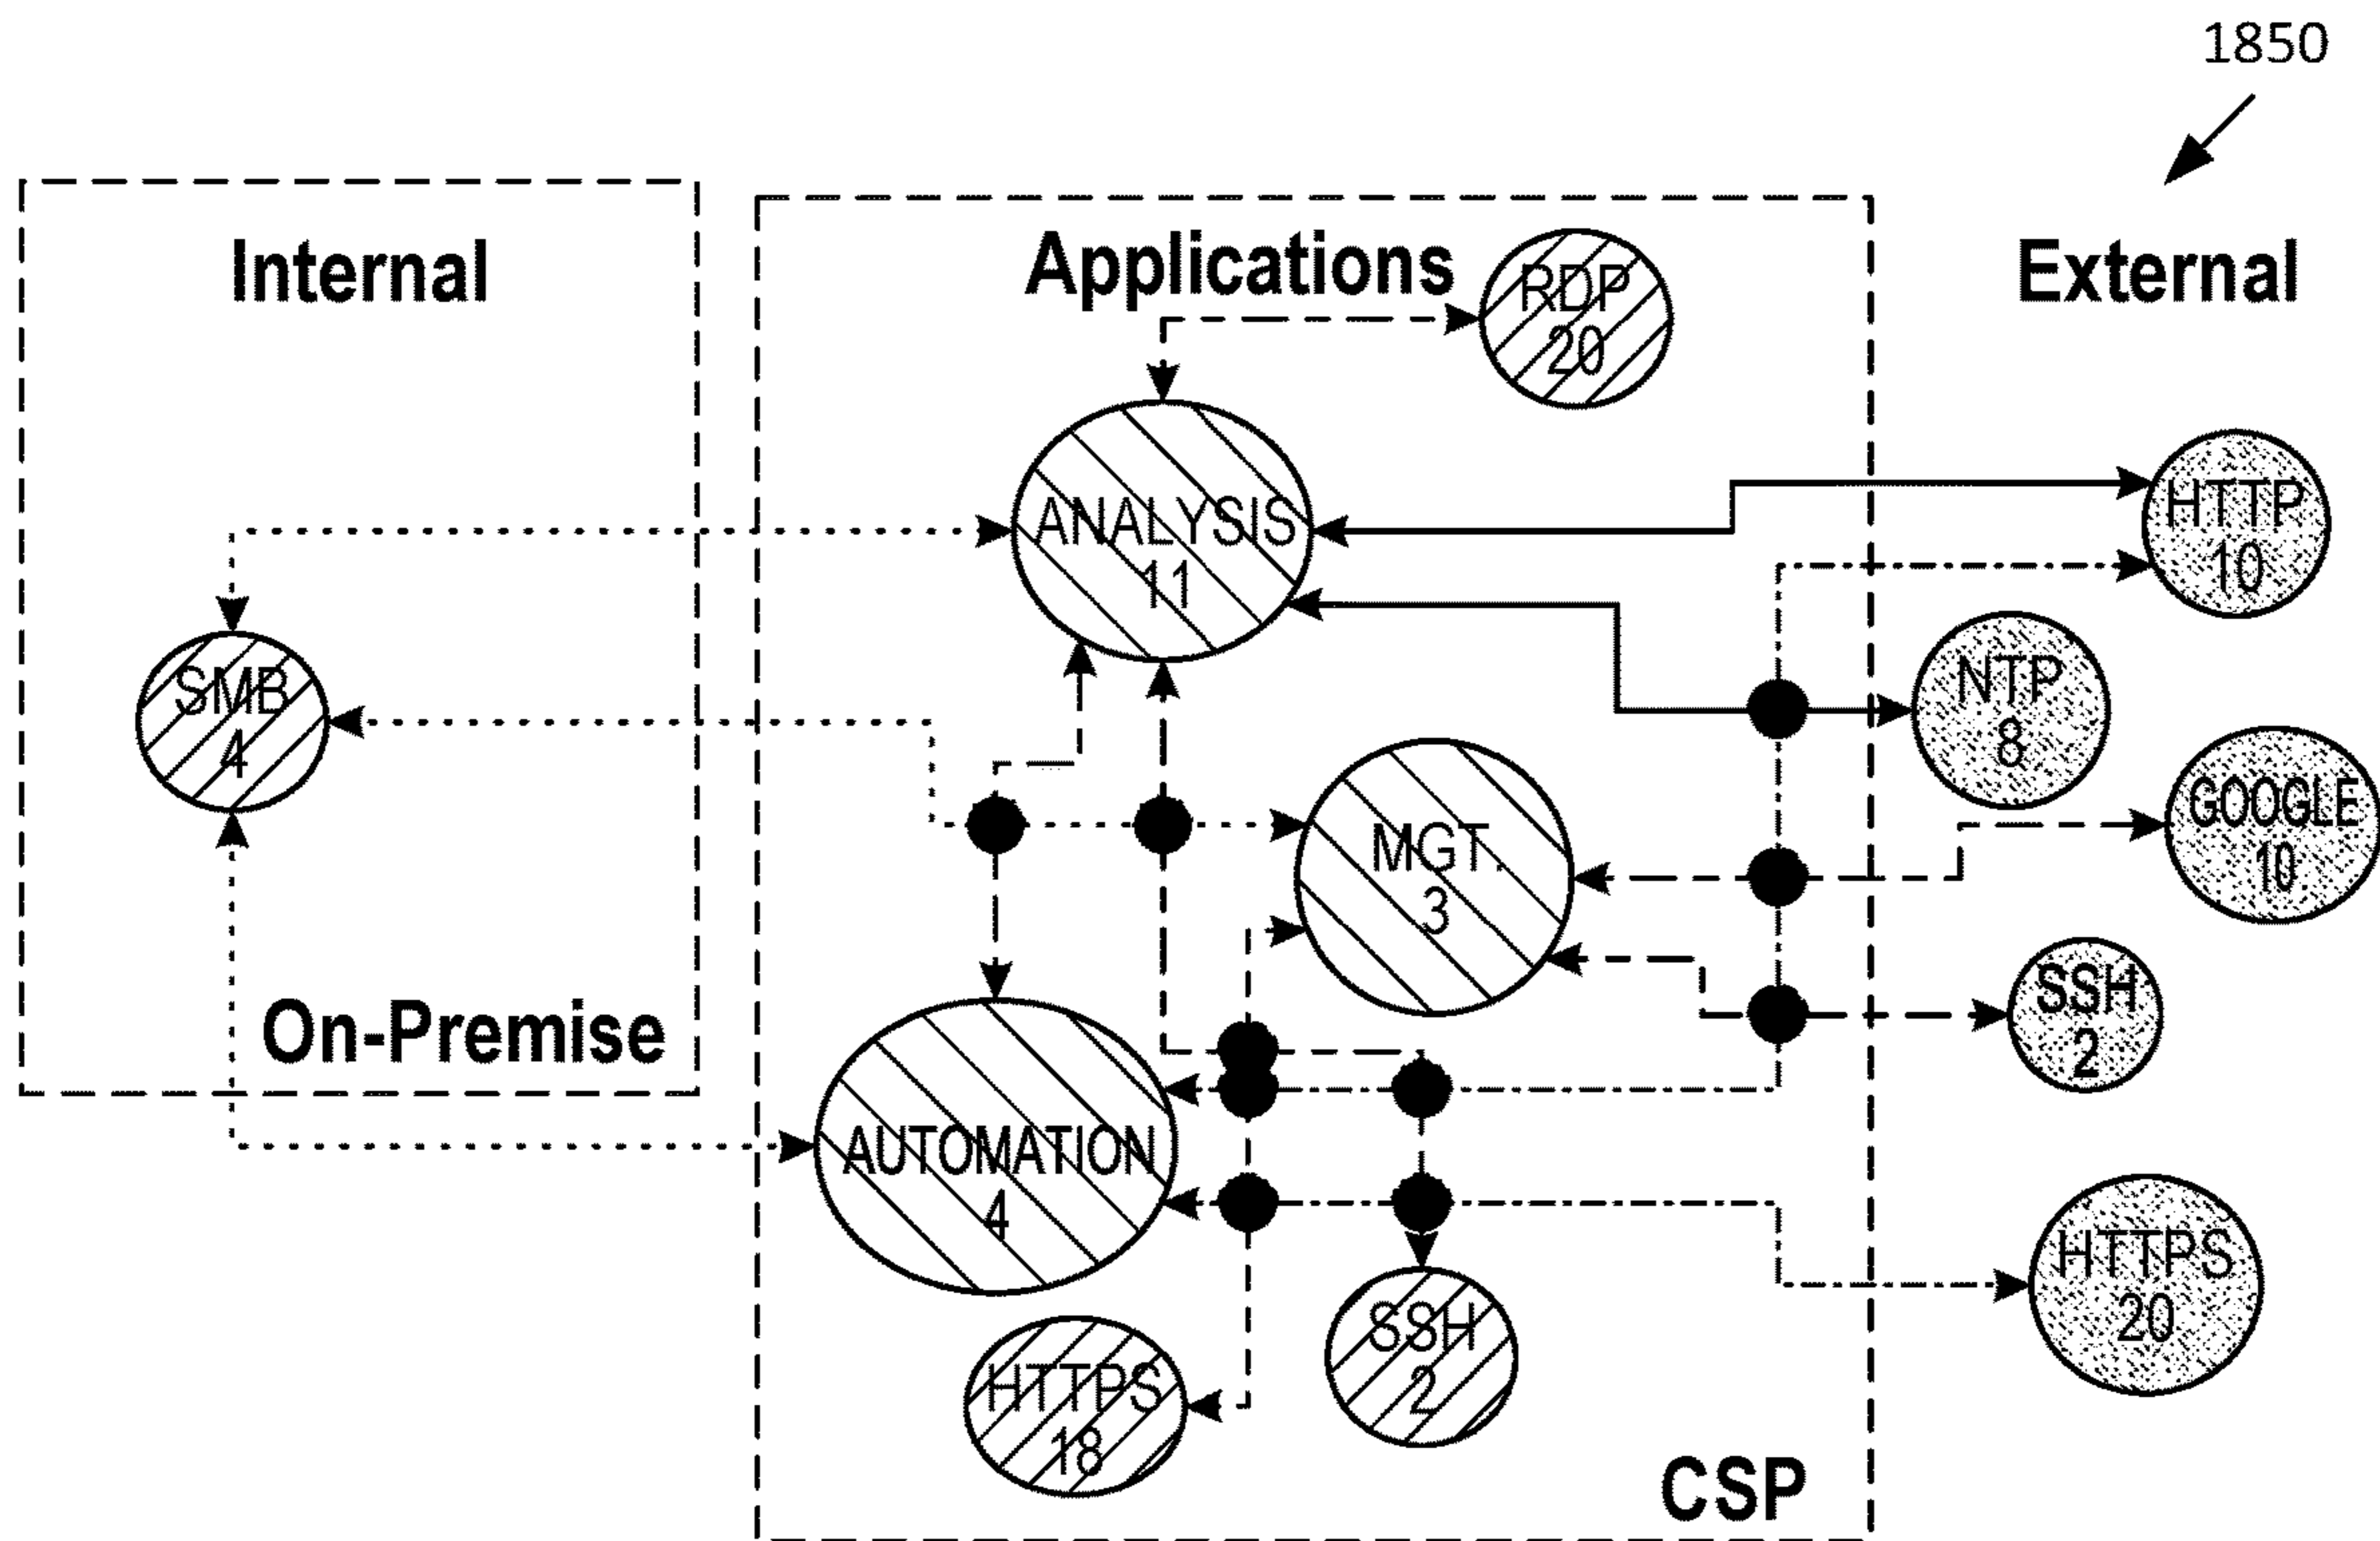 1850
Internal
Applications
External
RDP
20
ANALYSIS
11
HTTP
10
SMB
4
NTP
8
GOOGLE
10
MGT.
3
SSH
2
On-Premise
AUTOMATION
4
HTTPS
20
SSH
2
HTTPS
18
CSP